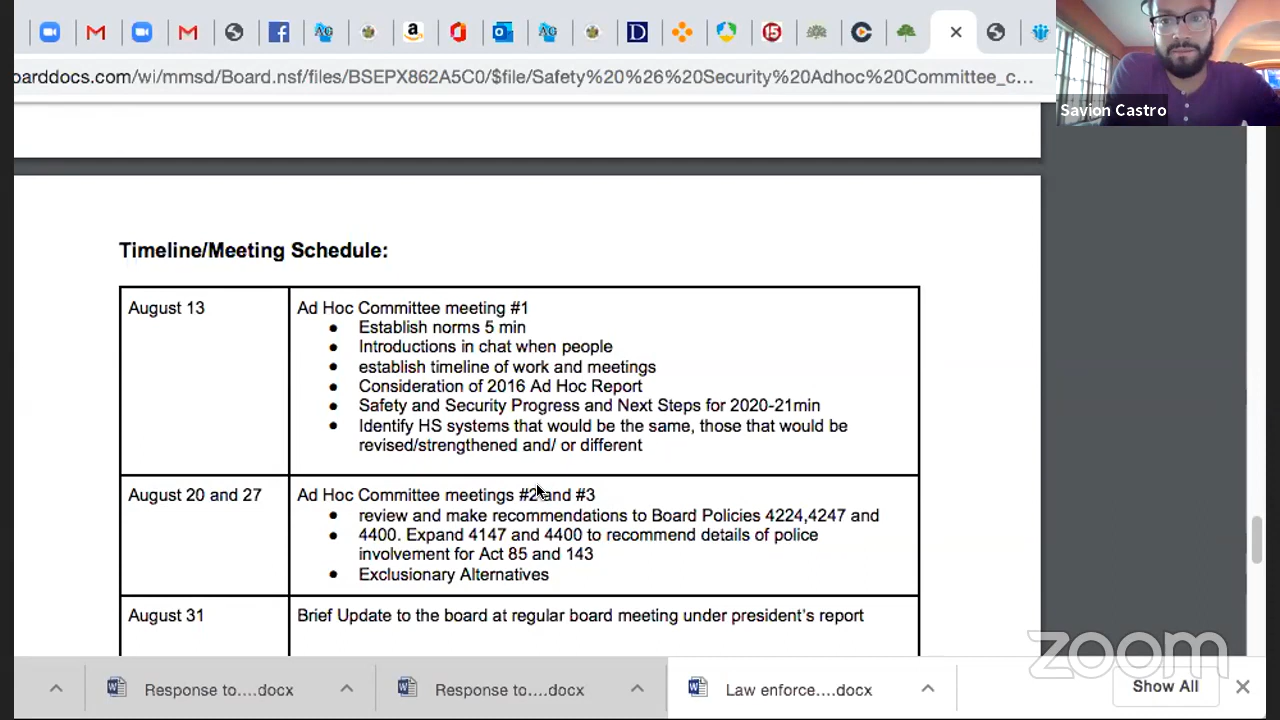 barddocs.com/wi/mmsd/Board.nsf/files/BSEPX862A5C0/$file/Safety%20%26%20Security%20Adhoc%20Committee_c...
Savion Castro
Timeline/Meeting Schedule:
August 13
Ad Hoc Committee meeting #1
● Establish norms 5 min
● Introductions in chat when people
● establish timeline of work and meetings
● Consideration of 2016 Ad Hoc Report
● Safety and Security Progress and Next Steps for 2020-21min
● Identify HS systems that would be the same, those that would be
revised/strengthened and/ or different
August 20 and 27
Ad Hoc Committee meetings #2 and #3
● review and make recommendations to Board Policies 4224,4247 and
● 4400. Expand 4147 and 4400 to recommend details of police
involvement for Act 85 and 143
● Exclusionary Alternatives
August 31
Brief Update to the board at regular board meeting under president's report
zoom
Response to....docx
Response to....docx
Law enforce....docx
Show All